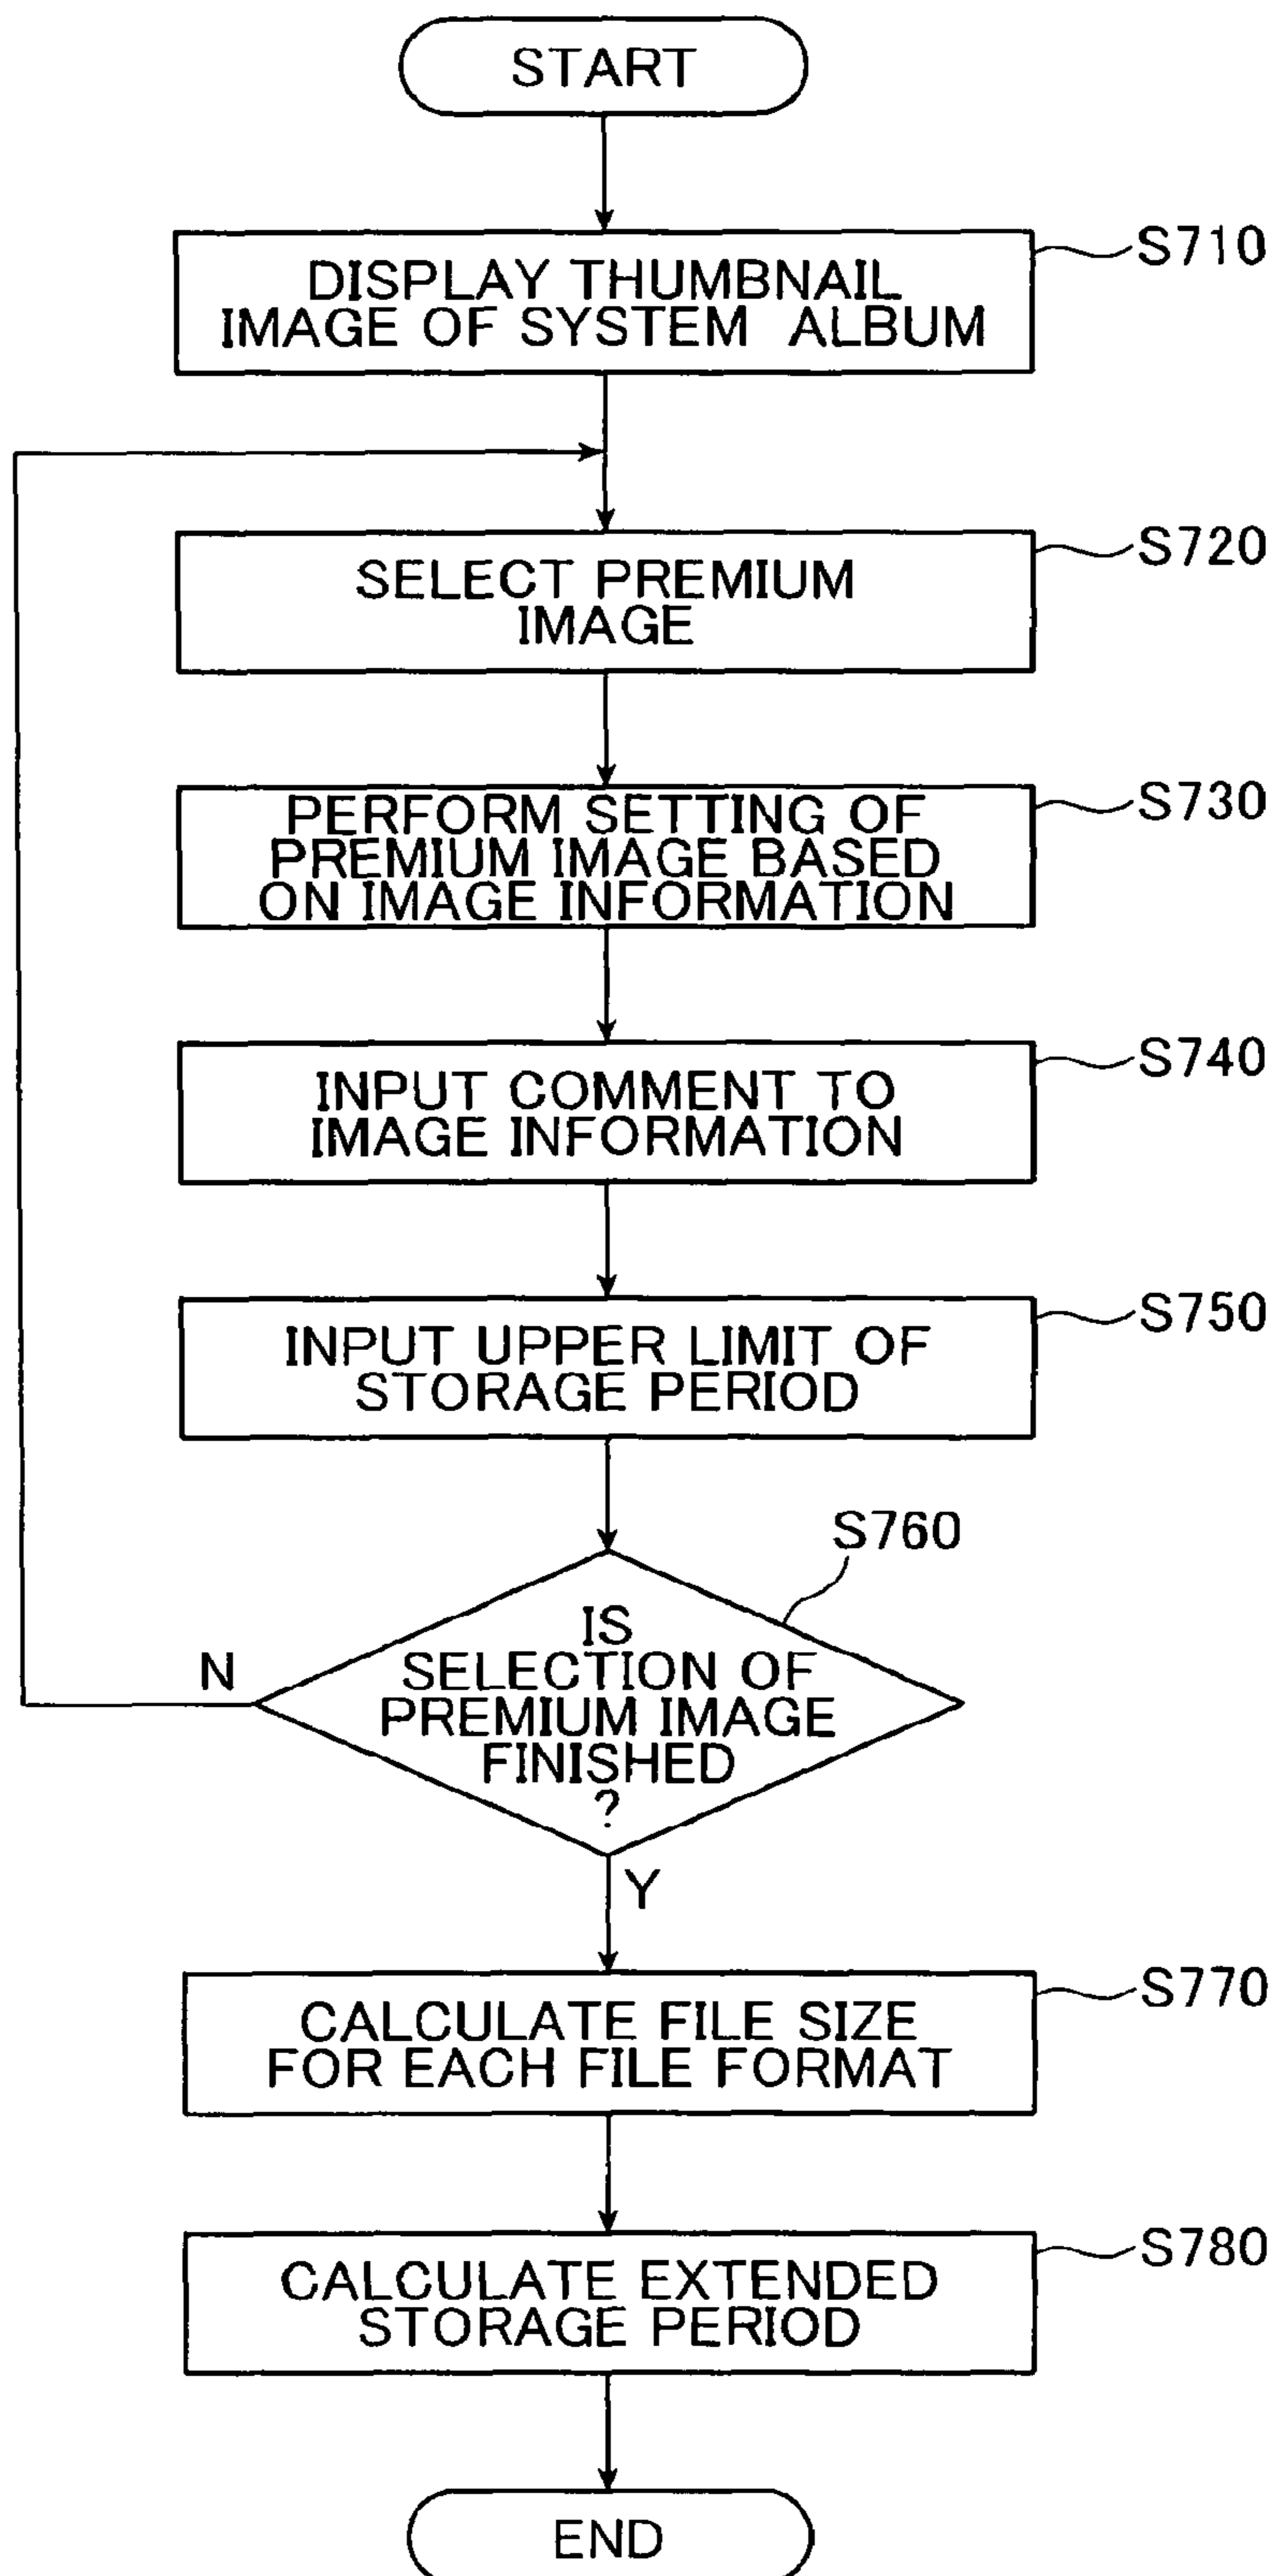 START
S710
DISPLAY THUMBNAIL
IMAGE OF SYSTEM ALBUM
S720
SELECT PREMIUM
IMAGE
S730
PERFORM SETTING OF
PREMIUM IMAGE BASED
ON IMAGE INFORMATION
S740
INPUT COMMENT TO
IMAGE INFORMATION
S750
INPUT UPPER LIMIT OF
STORAGE PERIOD
S760
IS
SELECTION OF
PREMIUM IMAGE
FINISHED
?
N
Y
S770
CALCULATE FILE SIZE
FOR EACH FILE FORMAT
S780
CALCULATE EXTENDED
STORAGE PERIOD
END